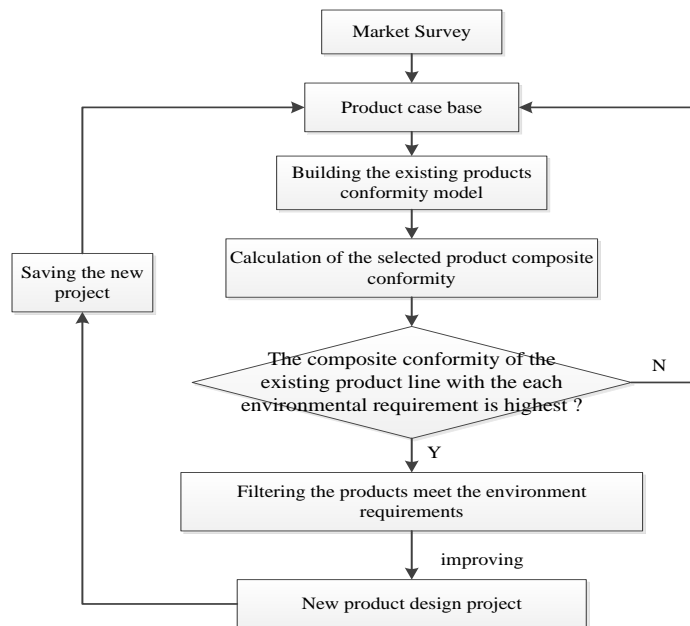 Market Survey
Product case base
Building the existing products
conformity model
Calculation of the selected product composite
conformity
Saving the new
project
The composite conformity of the
existing product line with the each
environmental requirement is highest ?
N
Y
Filtering the products meet the environment
requirements
improving
New product design project